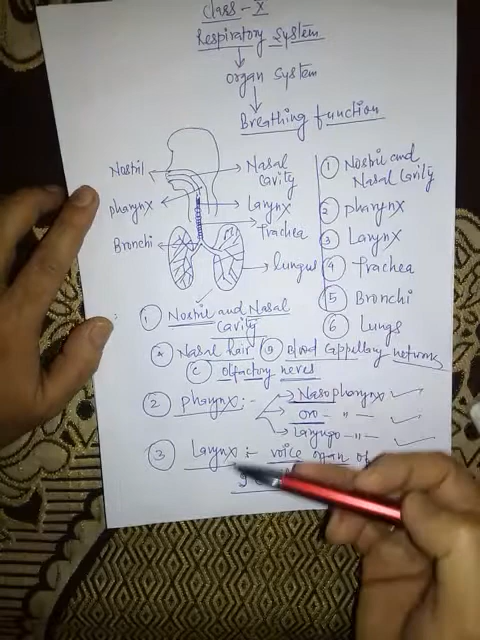 Class - X
Respiratory System
organ system
Breathing function
Nostril
Nasal
Cavity
pharynx
Larynx
Trachea
Bronchi
lungus
① Nostril and
Nasal Cavity
② pharynx
③ Larynx
④ Trachea
⑤ Bronchi
⑥ Lungs
① Nostril and Nasal
Cavity
Nasal hair Blood Cappellary network
olfactory nerves
② pharynx :- Nasopharynx
oro - " -
laryngo - " -
③ Larynx :- voice organ of